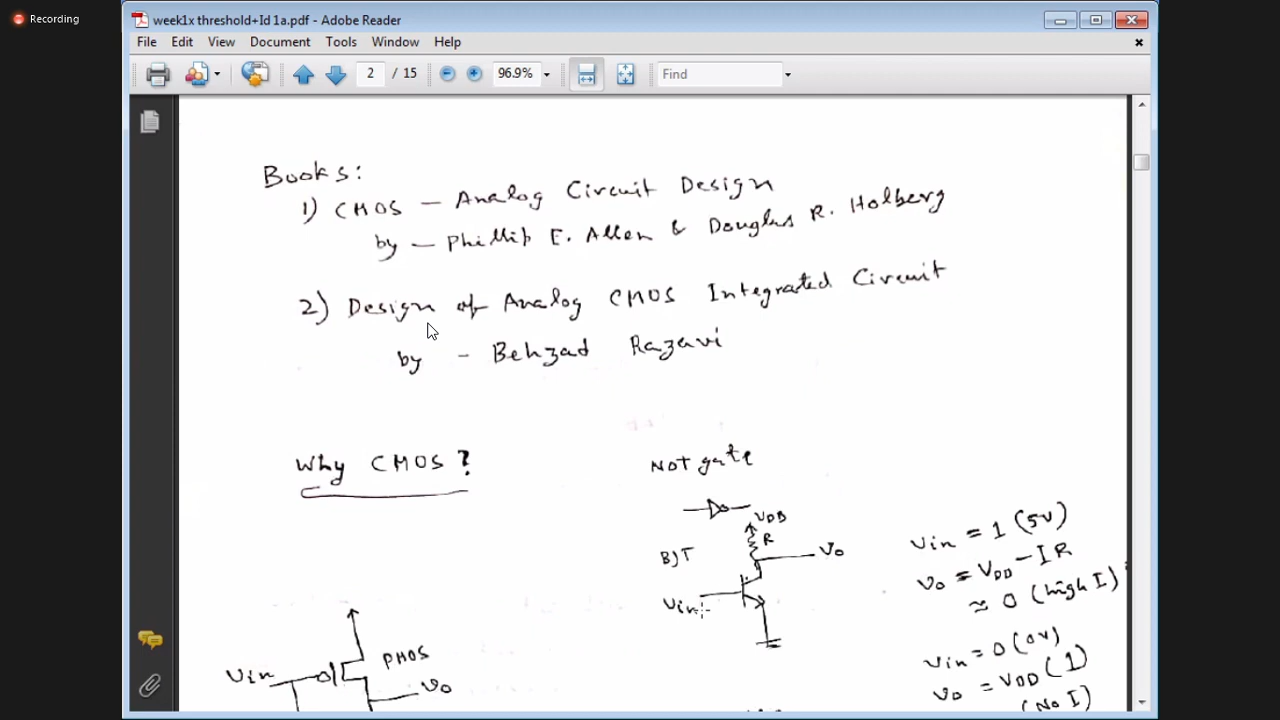 Recording
week1x threshold+Id 1a.pdf - Adobe Reader
File Edit View Document Tools Window Help
2 / 15 96.9% Find
Books:
1) CMOS - Analog Circuit Design
by - Phillip E. Allen & Douglas R. Holberg
2) Design of Analog CMOS Integrated Circuit
by - Behzad Razavi
Why CMOS?
NOT gate
VDD
R
BJT
Vo
Vin
Vin = 1 (5V)
Vo = VDD - IR
≈ 0 (high I)
Vin = 0 (0V)
Vo = VDD (1)
(No I)
PMOS
Vin
Vo